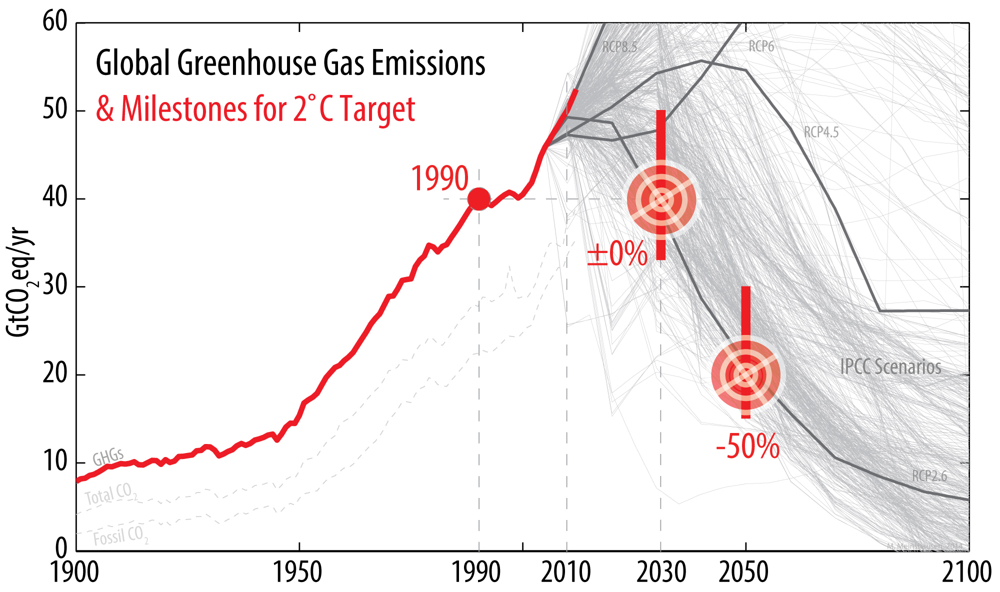 Global Greenhouse Gas Emissions
& Milestones for 2°C Target
GtCO2eq/yr
60
50
40
30
20
10
0
1900
1950
1990
2010
2030
2050
2100
1990
±0%
-50%
RCP8.5
RCP6
RCP4.5
IPCC Scenarios
RCP2.6
GHGs
Total CO2
Fossil CO2
M. Meinshausen, 2014